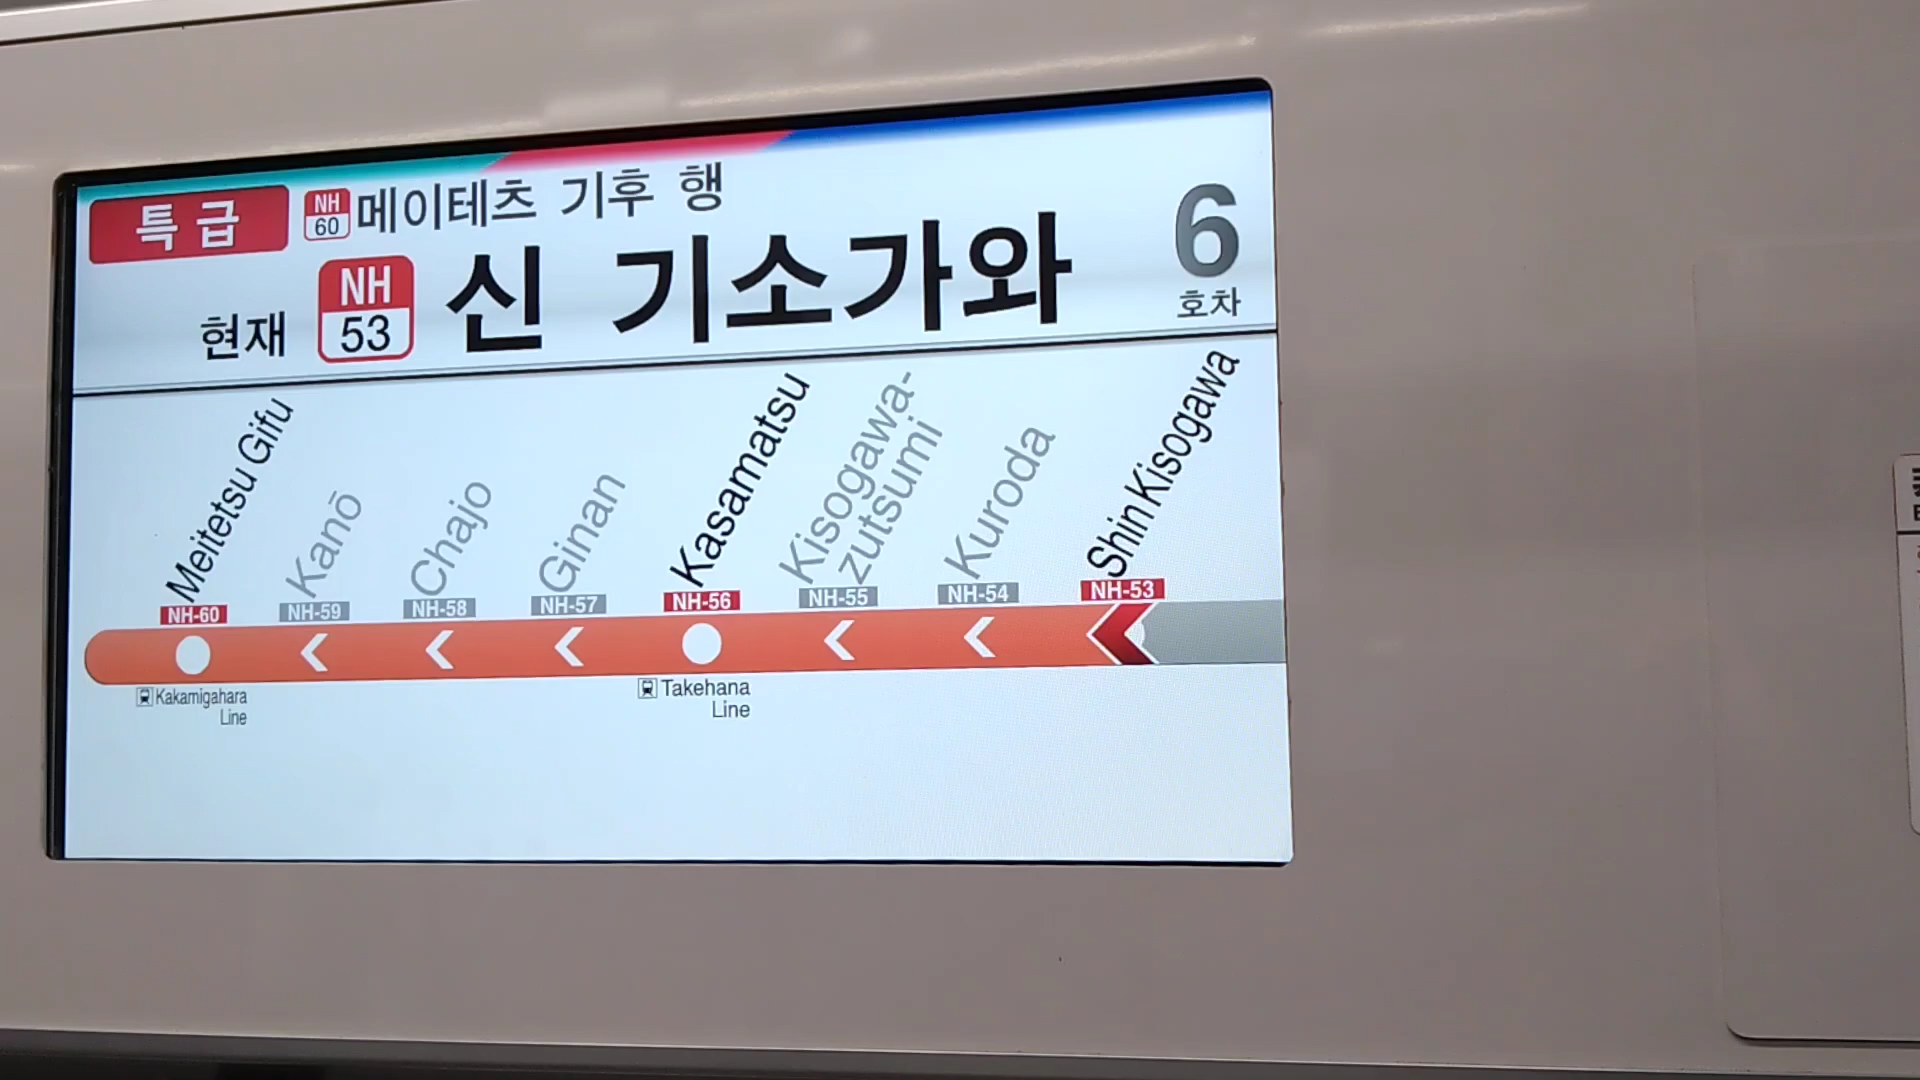 특급 NH 60 메이테츠 기후 행
현재 NH 53 신 기소가와
6
호차
Meitetsu Gifu
Kanō
Chajo
Ginan
Kasamatsu
Kisogawa-
zutsumi
Kuroda
Shin Kisogawa
NH-60 NH-59 NH-58 NH-57 NH-56 NH-55 NH-54 NH-53
Kakamigahara
Line
Takehana
Line